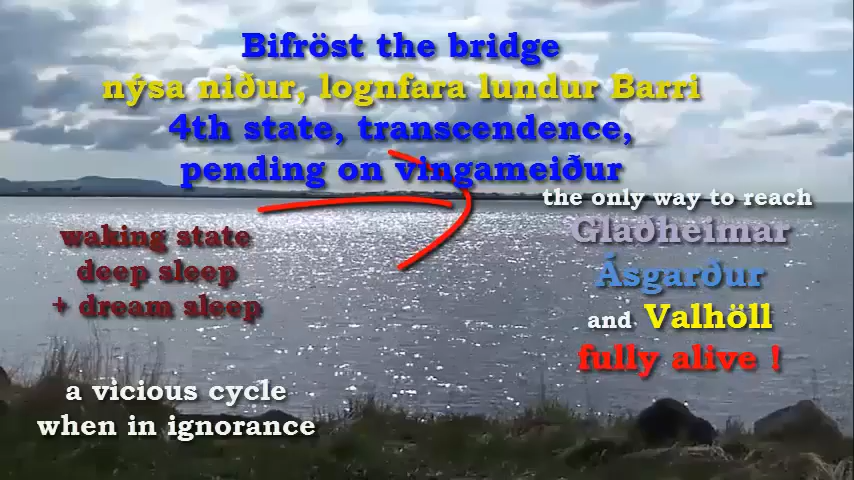 Bifröst the bridge
nýsa niður, lognfara lundur Barri
4th state, transcendence,
pending on vingameiður
the only way to reach
Glaðheimar
Ásgarður
and Valhöll
fully alive !
waking state
deep sleep
+ dream sleep
a vicious cycle
when in ignorance